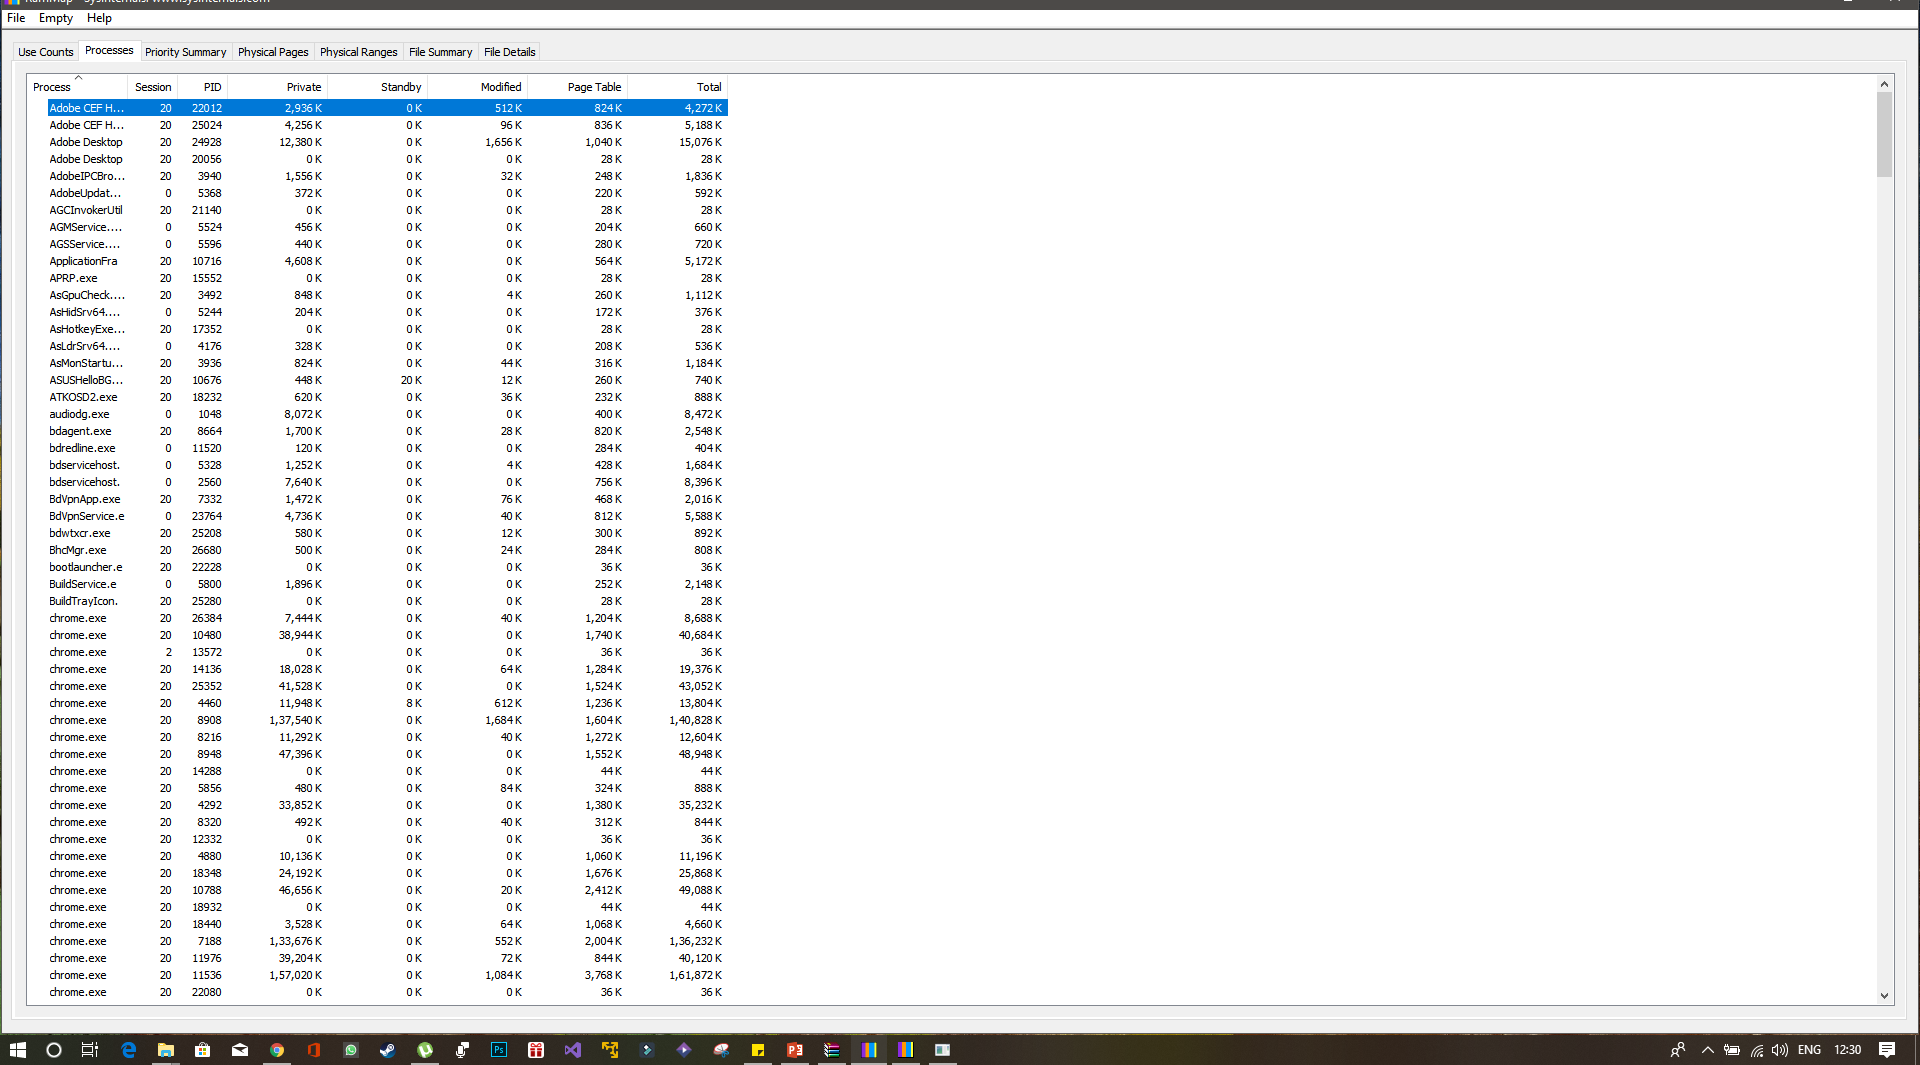 RamMap - Sysinternals: www.sysinternals.com
File Empty Help
Use Counts Processes Priority Summary Physical Pages Physical Ranges File Summary File Details
Process Session PID Private Standby Modified Page Table Total
Adobe CEF H... 20 22012 2,936 K 0 K 512 K 824 K 4,272 K
Adobe CEF H... 20 25024 4,256 K 0 K 96 K 836 K 5,188 K
Adobe Desktop 20 24928 12,380 K 0 K 1,656 K 1,040 K 15,076 K
Adobe Desktop 20 20056 0 K 0 K 0 K 28 K 28 K
AdobeIPCBro... 20 3940 1,556 K 0 K 32 K 248 K 1,836 K
AdobeUpdat... 0 5368 372 K 0 K 0 K 220 K 592 K
AGCInvokerUtil 20 21140 0 K 0 K 0 K 28 K 28 K
AGMService.... 0 5524 456 K 0 K 0 K 204 K 660 K
AGSService.... 0 5596 440 K 0 K 0 K 280 K 720 K
ApplicationFra 20 10716 4,608 K 0 K 0 K 564 K 5,172 K
APRP.exe 20 15552 0 K 0 K 0 K 28 K 28 K
AsGpuCheck.... 20 3492 848 K 0 K 4 K 260 K 1,112 K
AsHidSrv64.... 0 5244 204 K 0 K 0 K 172 K 376 K
AsHotkeyExe... 20 17352 0 K 0 K 0 K 28 K 28 K
AsLdrSrv64.... 0 4176 328 K 0 K 0 K 208 K 536 K
AsMonStartu... 20 3936 824 K 0 K 44 K 316 K 1,184 K
ASUSHelloBG... 20 10676 448 K 20 K 12 K 260 K 740 K
ATKOSD2.exe 20 18232 620 K 0 K 36 K 232 K 888 K
audiodg.exe 0 1048 8,072 K 0 K 0 K 400 K 8,472 K
bdagent.exe 20 8664 1,700 K 0 K 28 K 820 K 2,548 K
bdredline.exe 0 11520 120 K 0 K 0 K 284 K 404 K
bdservicehost. 0 5328 1,252 K 0 K 4 K 428 K 1,684 K
bdservicehost. 0 2560 7,640 K 0 K 0 K 756 K 8,396 K
BdVpnApp.exe 20 7332 1,472 K 0 K 76 K 468 K 2,016 K
BdVpnService.e 0 23764 4,736 K 0 K 40 K 812 K 5,588 K
bdwtxcr.exe 20 25208 580 K 0 K 12 K 300 K 892 K
BhcMgr.exe 20 26680 500 K 0 K 24 K 284 K 808 K
bootlauncher.e 20 22228 0 K 0 K 0 K 36 K 36 K
BuildService.e 0 5800 1,896 K 0 K 0 K 252 K 2,148 K
BuildTrayIcon. 20 25280 0 K 0 K 0 K 28 K 28 K
chrome.exe 20 26384 7,444 K 0 K 40 K 1,204 K 8,688 K
chrome.exe 20 10480 38,944 K 0 K 0 K 1,740 K 40,684 K
chrome.exe 2 13572 0 K 0 K 0 K 36 K 36 K
chrome.exe 20 14136 18,028 K 0 K 64 K 1,284 K 19,376 K
chrome.exe 20 25352 41,528 K 0 K 0 K 1,524 K 43,052 K
chrome.exe 20 4460 11,948 K 8 K 612 K 1,236 K 13,804 K
chrome.exe 20 8908 1,37,540 K 0 K 1,684 K 1,604 K 1,40,828 K
chrome.exe 20 8216 11,292 K 0 K 40 K 1,272 K 12,604 K
chrome.exe 20 8948 47,396 K 0 K 0 K 1,552 K 48,948 K
chrome.exe 20 14288 0 K 0 K 0 K 44 K 44 K
chrome.exe 20 5856 480 K 0 K 84 K 324 K 888 K
chrome.exe 20 4292 33,852 K 0 K 0 K 1,380 K 35,232 K
chrome.exe 20 8320 492 K 0 K 40 K 312 K 844 K
chrome.exe 20 12332 0 K 0 K 0 K 36 K 36 K
chrome.exe 20 4880 10,136 K 0 K 0 K 1,060 K 11,196 K
chrome.exe 20 18348 24,192 K 0 K 0 K 1,676 K 25,868 K
chrome.exe 20 10788 46,656 K 0 K 20 K 2,412 K 49,088 K
chrome.exe 20 18932 0 K 0 K 0 K 44 K 44 K
chrome.exe 20 18440 3,528 K 0 K 64 K 1,068 K 4,660 K
chrome.exe 20 7188 1,33,676 K 0 K 552 K 2,004 K 1,36,232 K
chrome.exe 20 11976 39,204 K 0 K 72 K 844 K 40,120 K
chrome.exe 20 11536 1,57,020 K 0 K 1,084 K 3,768 K 1,61,872 K
chrome.exe 20 22080 0 K 0 K 0 K 36 K 36 K
ENG 12:30